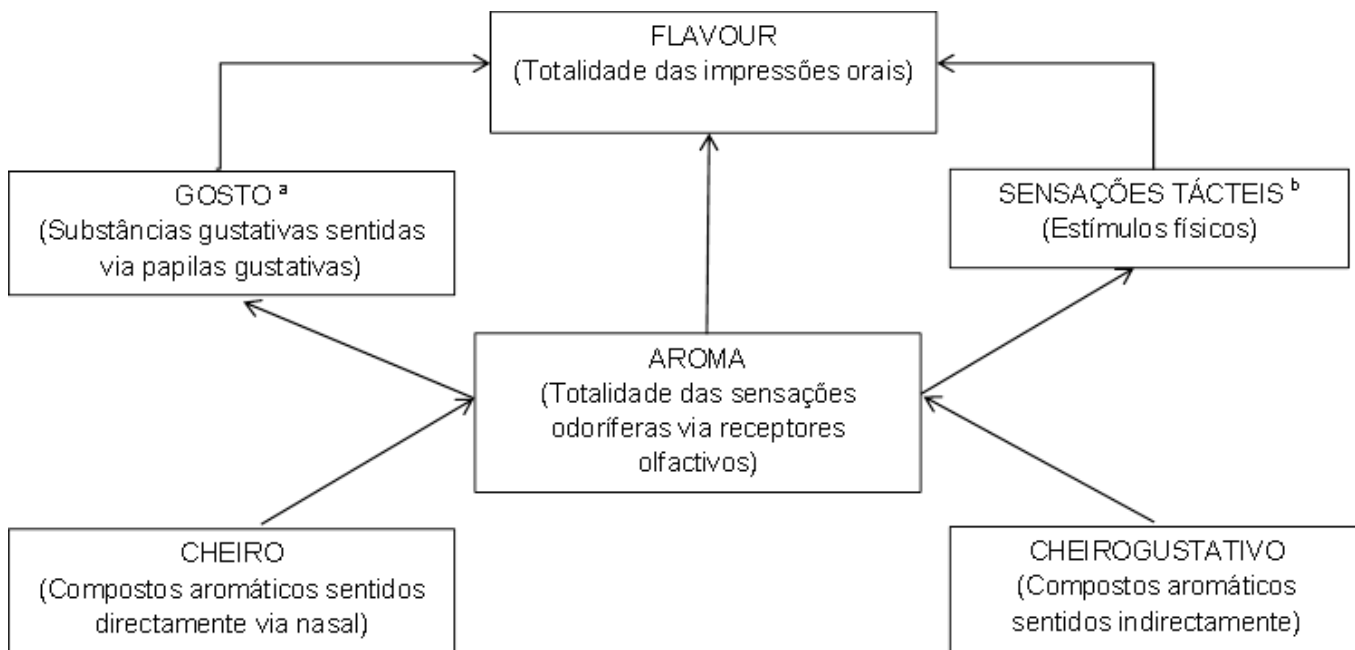 FLAVOUR
(Totalidade das impressões orais)
GOSTO ª
(Substâncias gustativas sentidas
via papilas gustativas)
SENSAÇÕES TÁCTEIS ᵇ
(Estímulos físicos)
AROMA
(Totalidade das sensações
odoríferas via receptores
olfactivos)
CHEIRO
(Compostos aromáticos sentidos
directamente via nasal)
CHEIROGUSTATIVO
(Compostos aromáticos
sentidos indirectamente)